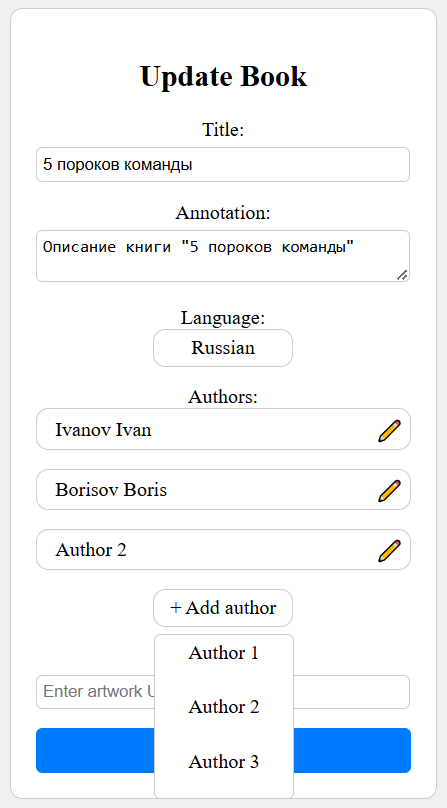 Update Book
Title:
5 пороков команды
Annotation:
Описание книги "5 пороков команды"
Language:
Russian
Authors:
Ivanov Ivan
Borisov Boris
Author 2
+ Add author
Author 1
Enter artwork U
Author 2
Author 3